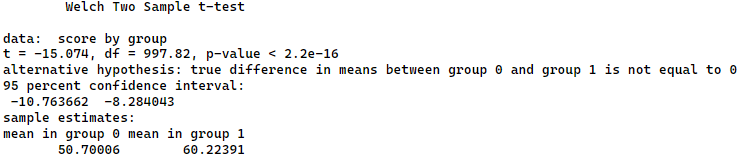 Welch Two Sample t-test
data:  score by group
t = -15.074, df = 997.82, p-value < 2.2e-16
alternative hypothesis: true difference in means between group 0 and group 1 is not equal to 0
95 percent confidence interval:
 -10.763662  -8.284043
sample estimates:
mean in group 0 mean in group 1
       50.70006        60.22391